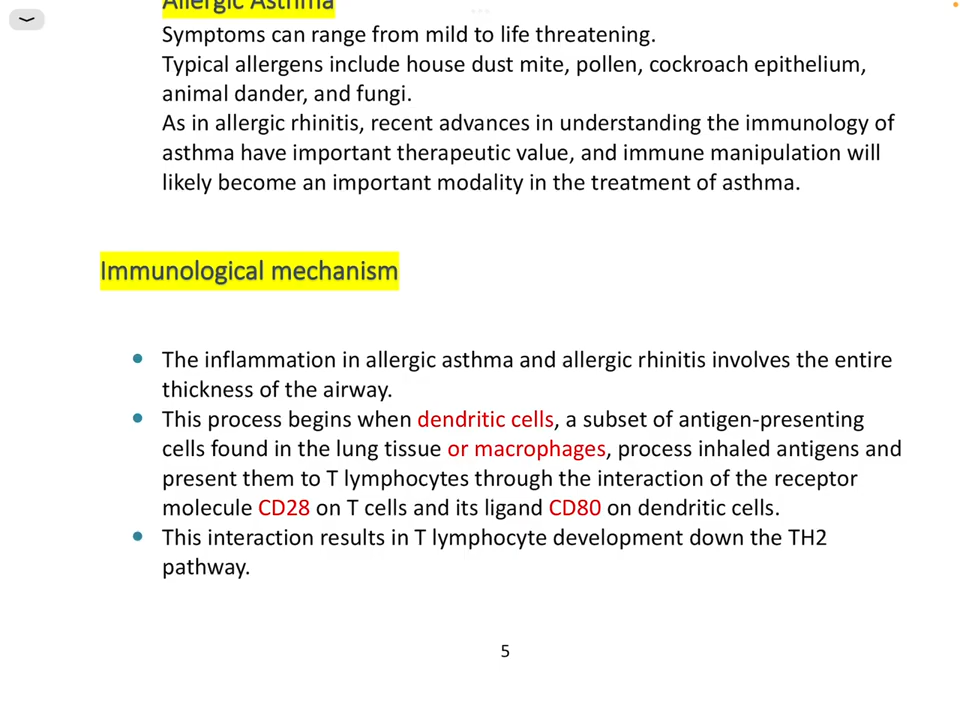 Allergic Asthma
Symptoms can range from mild to life threatening.
Typical allergens include house dust mite, pollen, cockroach epithelium,
animal dander, and fungi.
As in allergic rhinitis, recent advances in understanding the immunology of
asthma have important therapeutic value, and immune manipulation will
likely become an important modality in the treatment of asthma.
Immunological mechanism
• The inflammation in allergic asthma and allergic rhinitis involves the entire
thickness of the airway.
• This process begins when dendritic cells, a subset of antigen-presenting
cells found in the lung tissue or macrophages, process inhaled antigens and
present them to T lymphocytes through the interaction of the receptor
molecule CD28 on T cells and its ligand CD80 on dendritic cells.
• This interaction results in T lymphocyte development down the TH2
pathway.
5